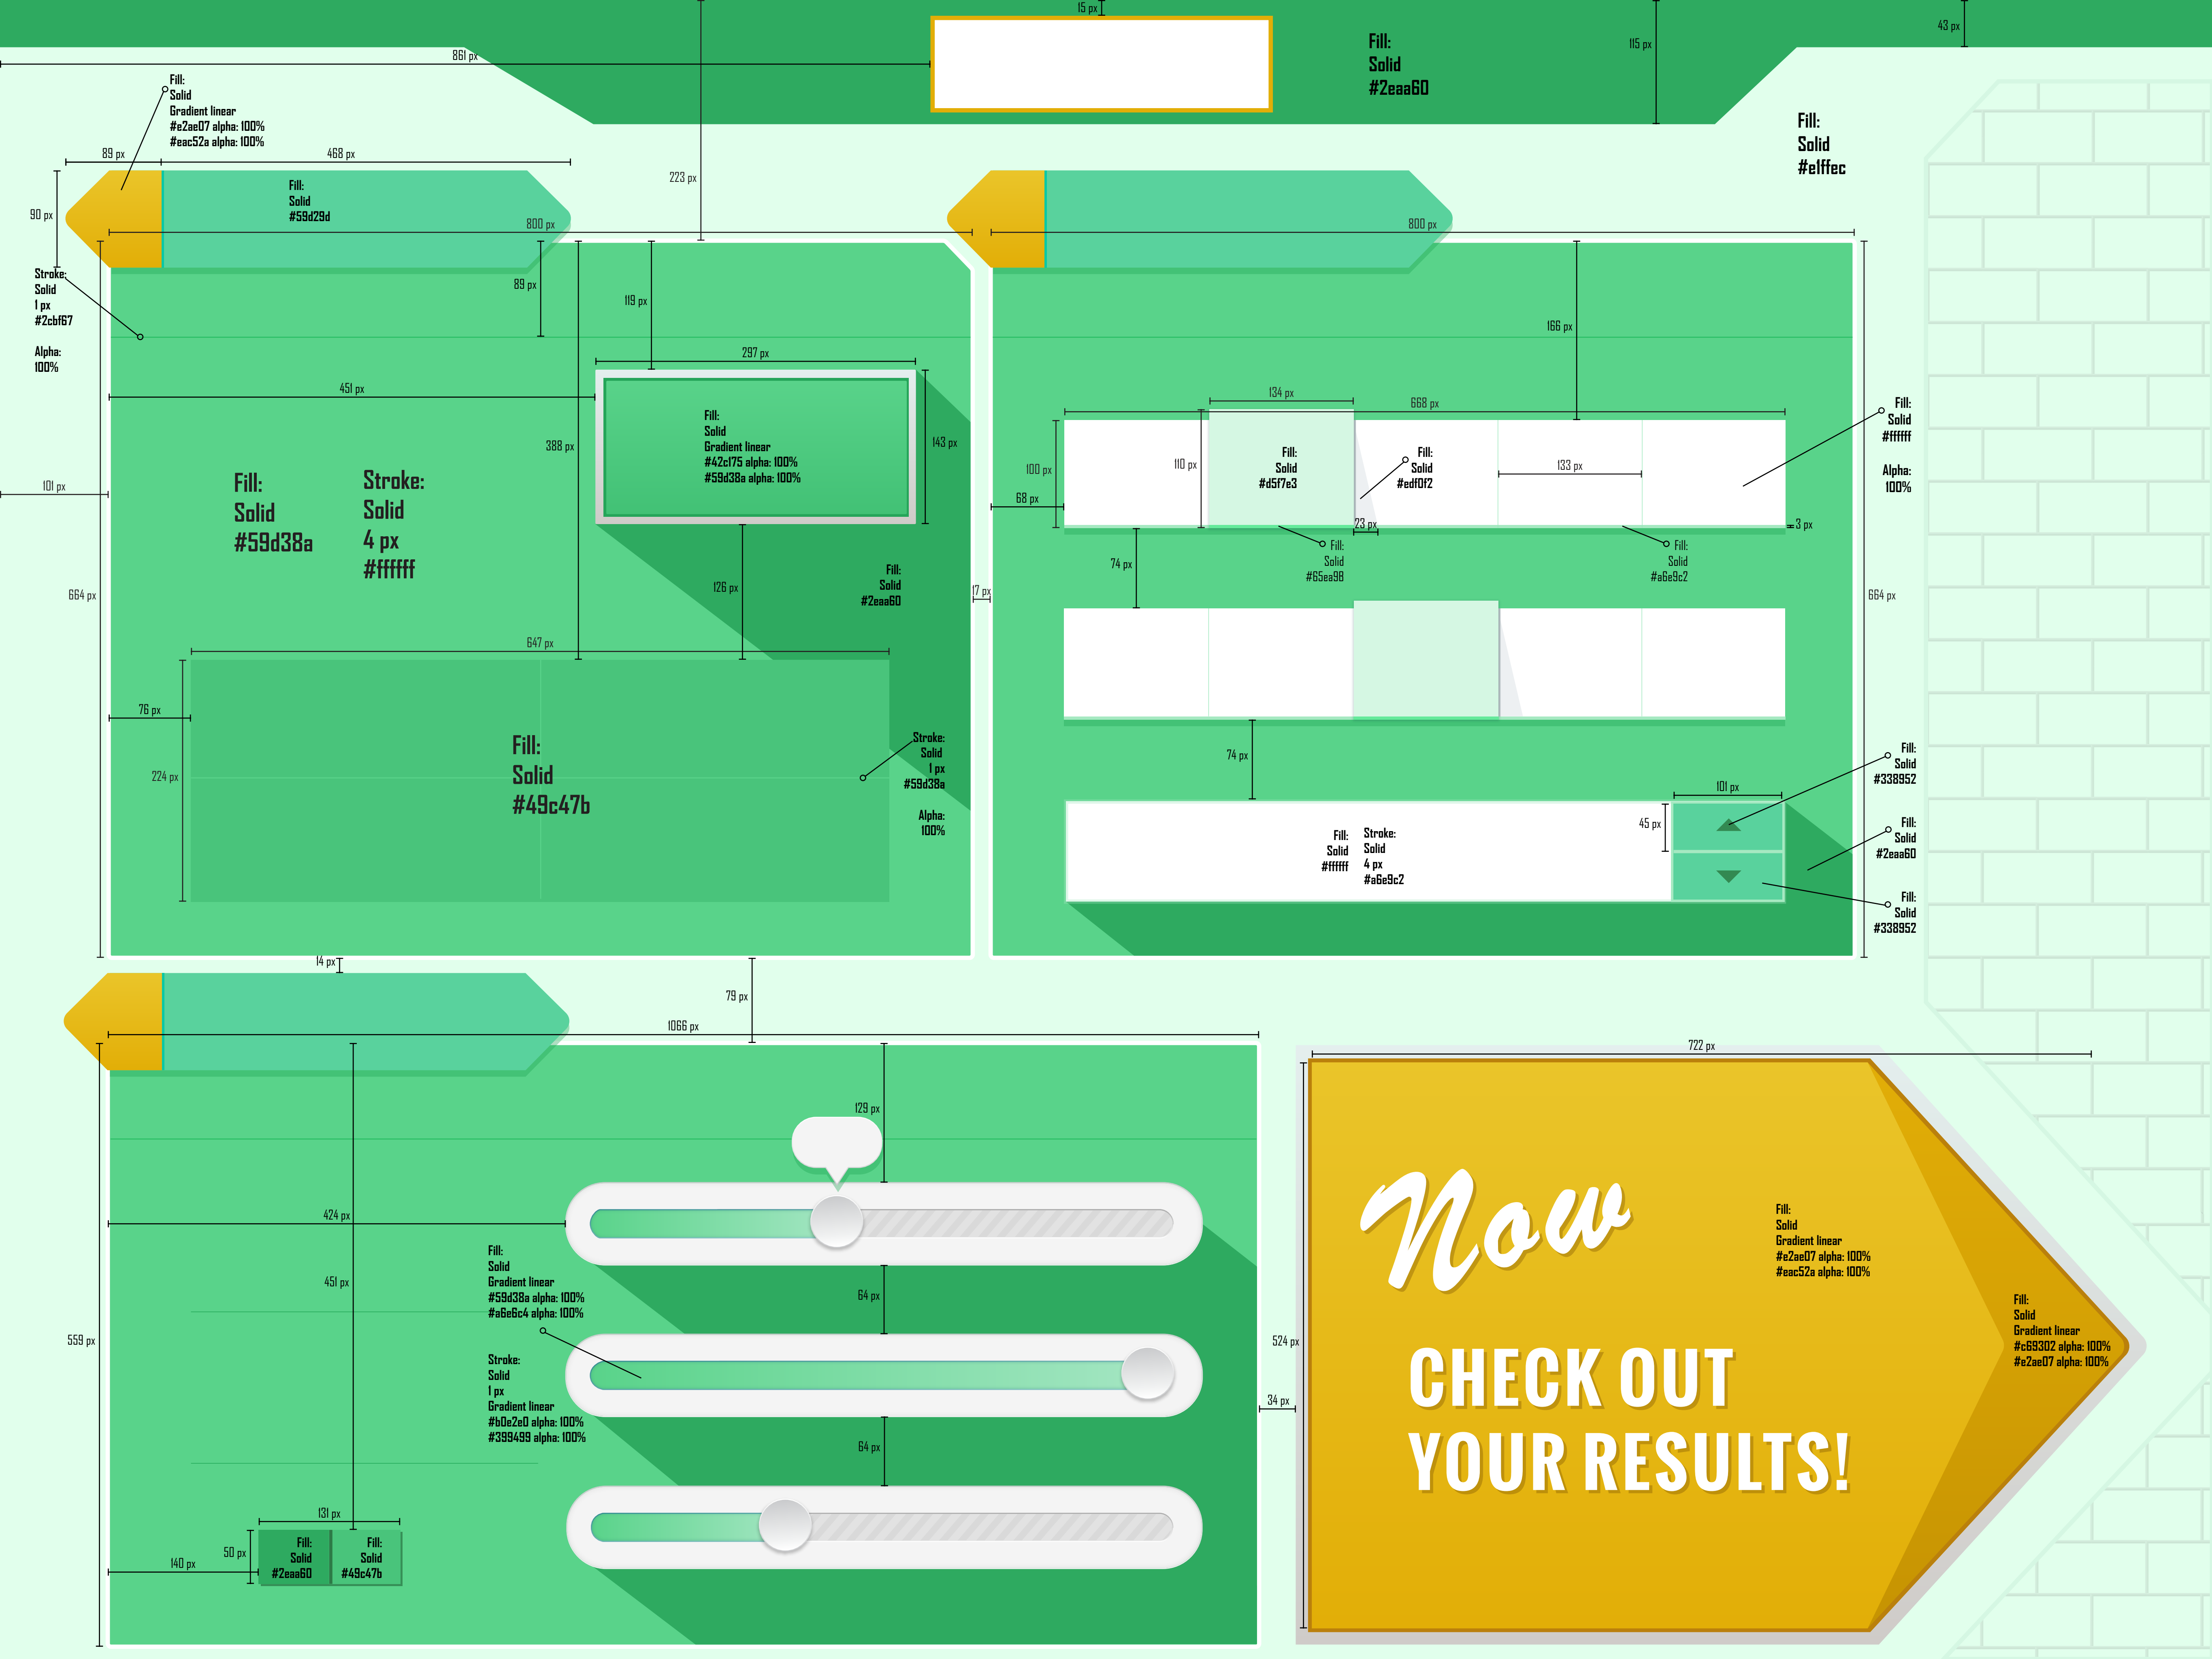 15 px
861 px
115 px
43 px
Fill:
Solid
#2eaa60
Fill:
Solid
Gradient linear
#e2ae07 alpha: 100%
#eac52a alpha: 100%
Fill:
Solid
#e1ffec
89 px
468 px
223 px
90 px
Fill:
Solid
#59d29d
800 px
800 px
Stroke:
Solid
1 px
#2cbf67
Alpha:
100%
89 px
119 px
166 px
297 px
451 px
388 px
143 px
Fill:
Solid
Gradient linear
#42c175 alpha: 100%
#59d38a alpha: 100%
101 px
Fill:
Solid
#59d38a
Stroke:
Solid
4 px
#ffffff
664 px
126 px
Fill:
Solid
#2eaa60
17 px
647 px
76 px
224 px
Fill:
Solid
#49c47b
Stroke:
Solid
1 px
#59d38a
Alpha:
100%
134 px
668 px
100 px
110 px
68 px
Fill:
Solid
#d5f7e3
Fill:
Solid
#edf0f2
133 px
Fill:
Solid
#ffffff
Alpha:
100%
23 px
3 px
Fill:
Solid
#65ea98
Fill:
Solid
#a6e9c2
74 px
664 px
74 px
101 px
45 px
Fill:
Solid
#ffffff
Stroke:
Solid
4 px
#a6e9c2
Fill:
Solid
#338952
Fill:
Solid
#2eaa60
Fill:
Solid
#338952
14 px
79 px
1066 px
129 px
424 px
451 px
559 px
Fill:
Solid
Gradient linear
#59d38a alpha: 100%
#a6e6c4 alpha: 100%
Stroke:
Solid
1 px
Gradient linear
#b0e2e0 alpha: 100%
#399499 alpha: 100%
64 px
64 px
131 px
50 px
140 px
Fill:
Solid
#2eaa60
Fill:
Solid
#49c47b
34 px
524 px
722 px
Now
CHECK OUT
YOUR RESULTS!
Fill:
Solid
Gradient linear
#e2ae07 alpha: 100%
#eac52a alpha: 100%
Fill:
Solid
Gradient linear
#c69302 alpha: 100%
#e2ae07 alpha: 100%